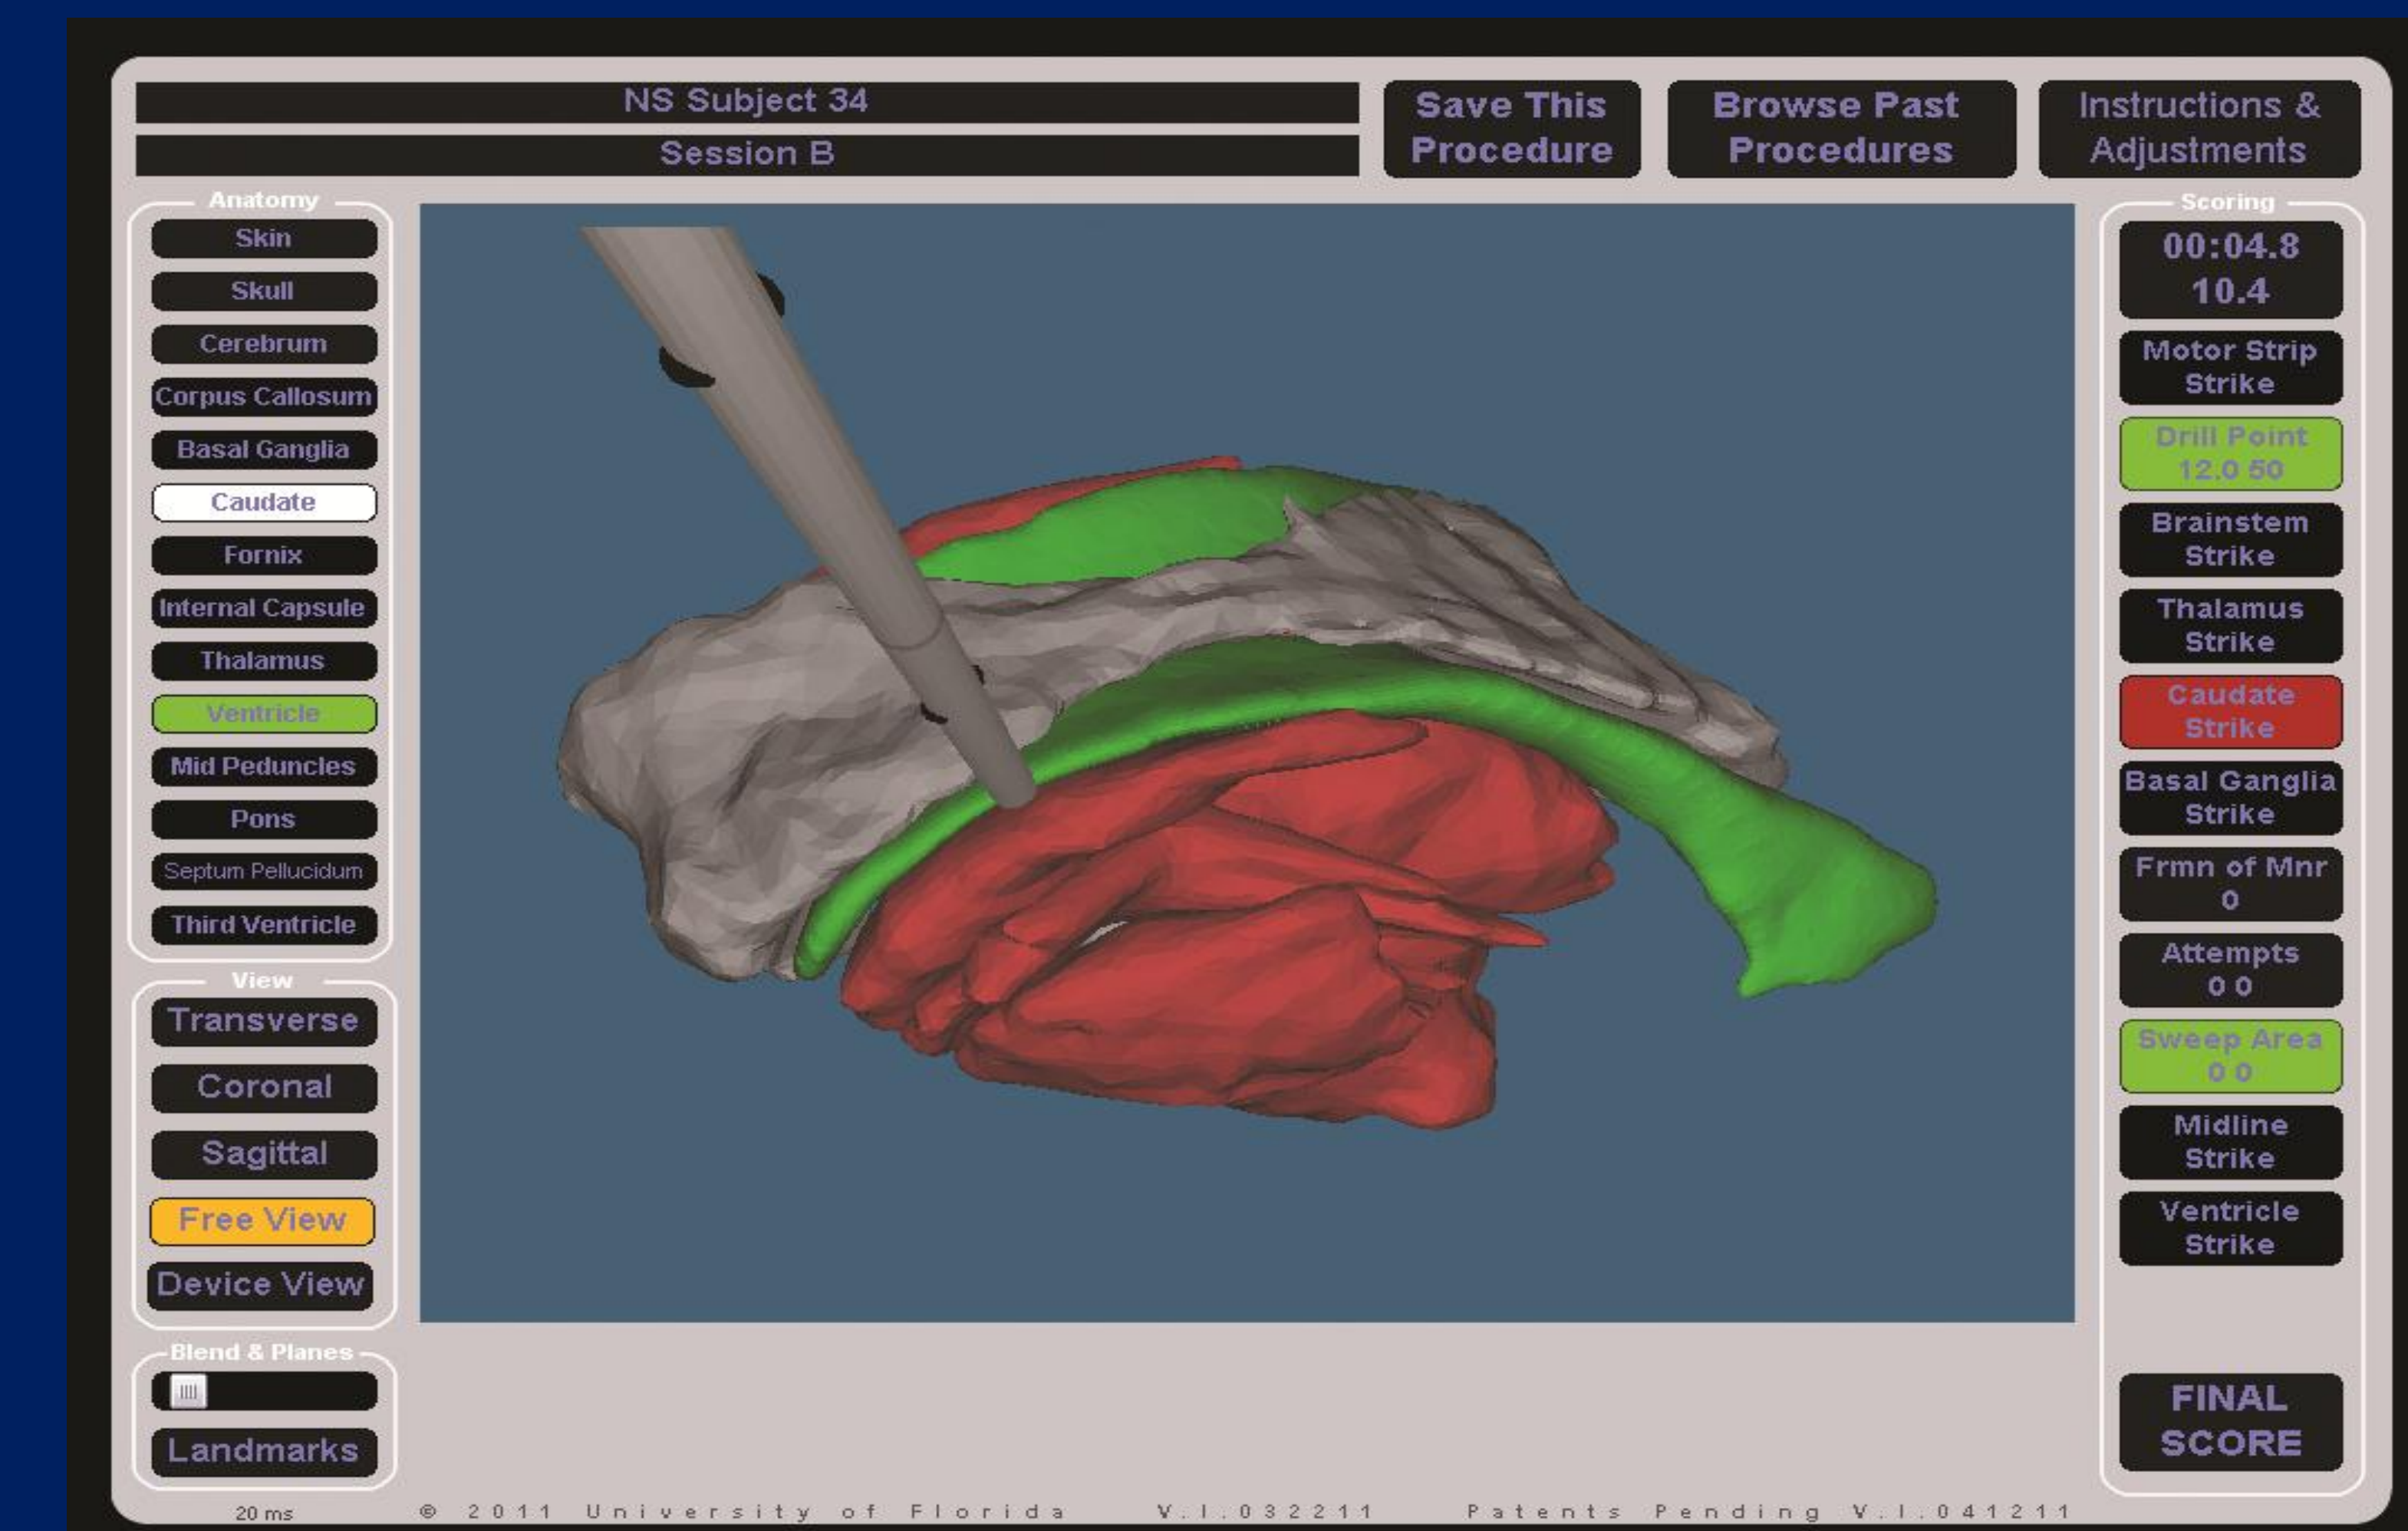 NS Subject 34
Session B
Save This
Procedure
Browse Past
Procedures
Instructions &
Adjustments
Anatomy
Skin
Skull
Cerebrum
Corpus Callosum
Basal Ganglia
Caudate
Fornix
Internal Capsule
Thalamus
Ventricle
Mid Peduncles
Pons
Septum Pellucidum
Third Ventricle
View
Transverse
Coronal
Sagittal
Free View
Device View
Blend & Planes
Landmarks
20 ms
Scoring
00:04.8
10.4
Motor Strip
Strike
Drill Point
12.0 50
Brainstem
Strike
Thalamus
Strike
Caudate
Strike
Basal Ganglia
Strike
Frmn of Mnr
0
Attempts
0 0
Sweep Area
0 0
Midline
Strike
Ventricle
Strike
FINAL
SCORE
© 2011 University of Florida V.I.032211 Patents Pending V.I.041211